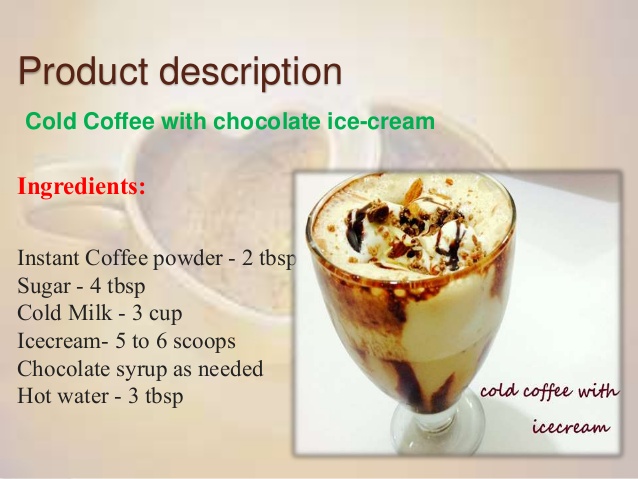 Product description
Cold Coffee with chocolate ice-cream
Ingredients:
Instant Coffee powder - 2 tbsp
Sugar - 4 tbsp
Cold Milk - 3 cup
Icecream- 5 to 6 scoops
Chocolate syrup as needed
Hot water - 3 tbsp
cold coffee with
icecream